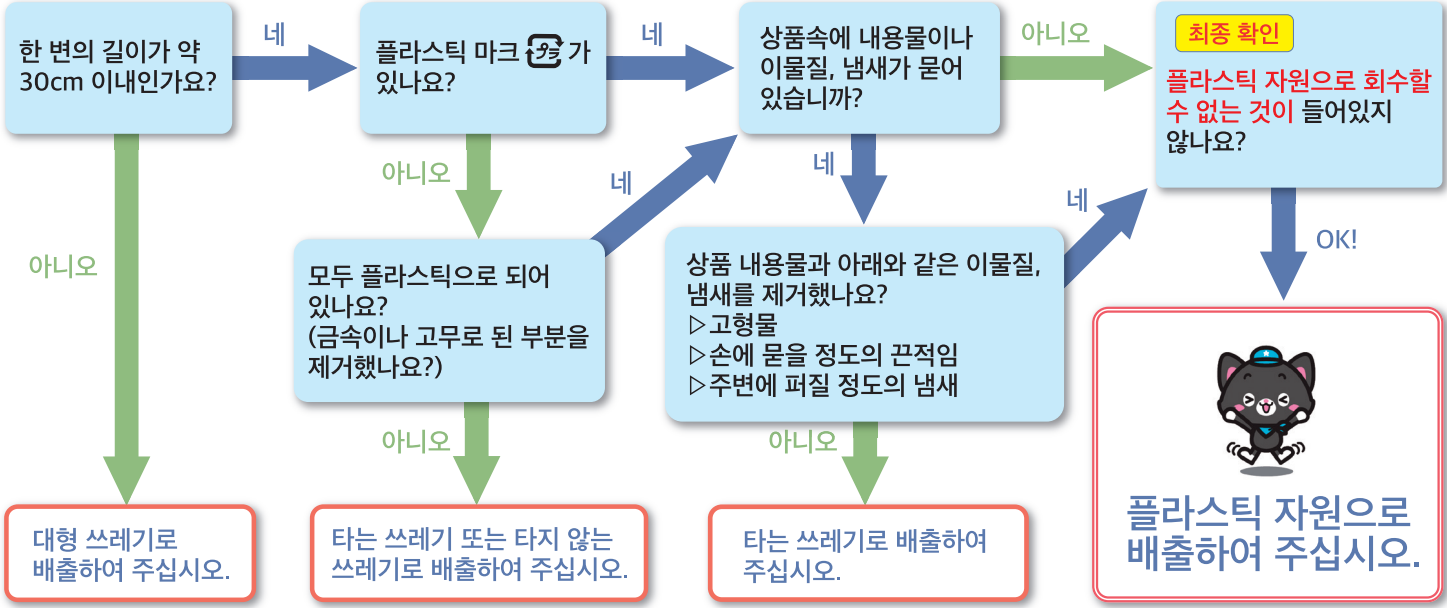 한 변의 길이가 약
30cm 이내인가요?
네
플라스틱 마크 プラ 가
있나요?
네
상품속에 내용물이나
이물질, 냄새가 묻어
있습니까?
아니오
최종 확인
플라스틱 자원으로 회수할
수 없는 것이 들어있지
않나요?
아니오
아니오
네
네
네
OK!
모두 플라스틱으로 되어
있나요?
(금속이나 고무로 된 부분을
제거했나요?)
상품 내용물과 아래와 같은 이물질,
냄새를 제거했나요?
▷고형물
▷손에 묻을 정도의 끈적임
▷주변에 퍼질 정도의 냄새
아니오
아니오
대형 쓰레기로
배출하여 주십시오.
타는 쓰레기 또는 타지 않는
쓰레기로 배출하여 주십시오.
타는 쓰레기로 배출하여
주십시오.
플라스틱 자원으로
배출하여 주십시오.